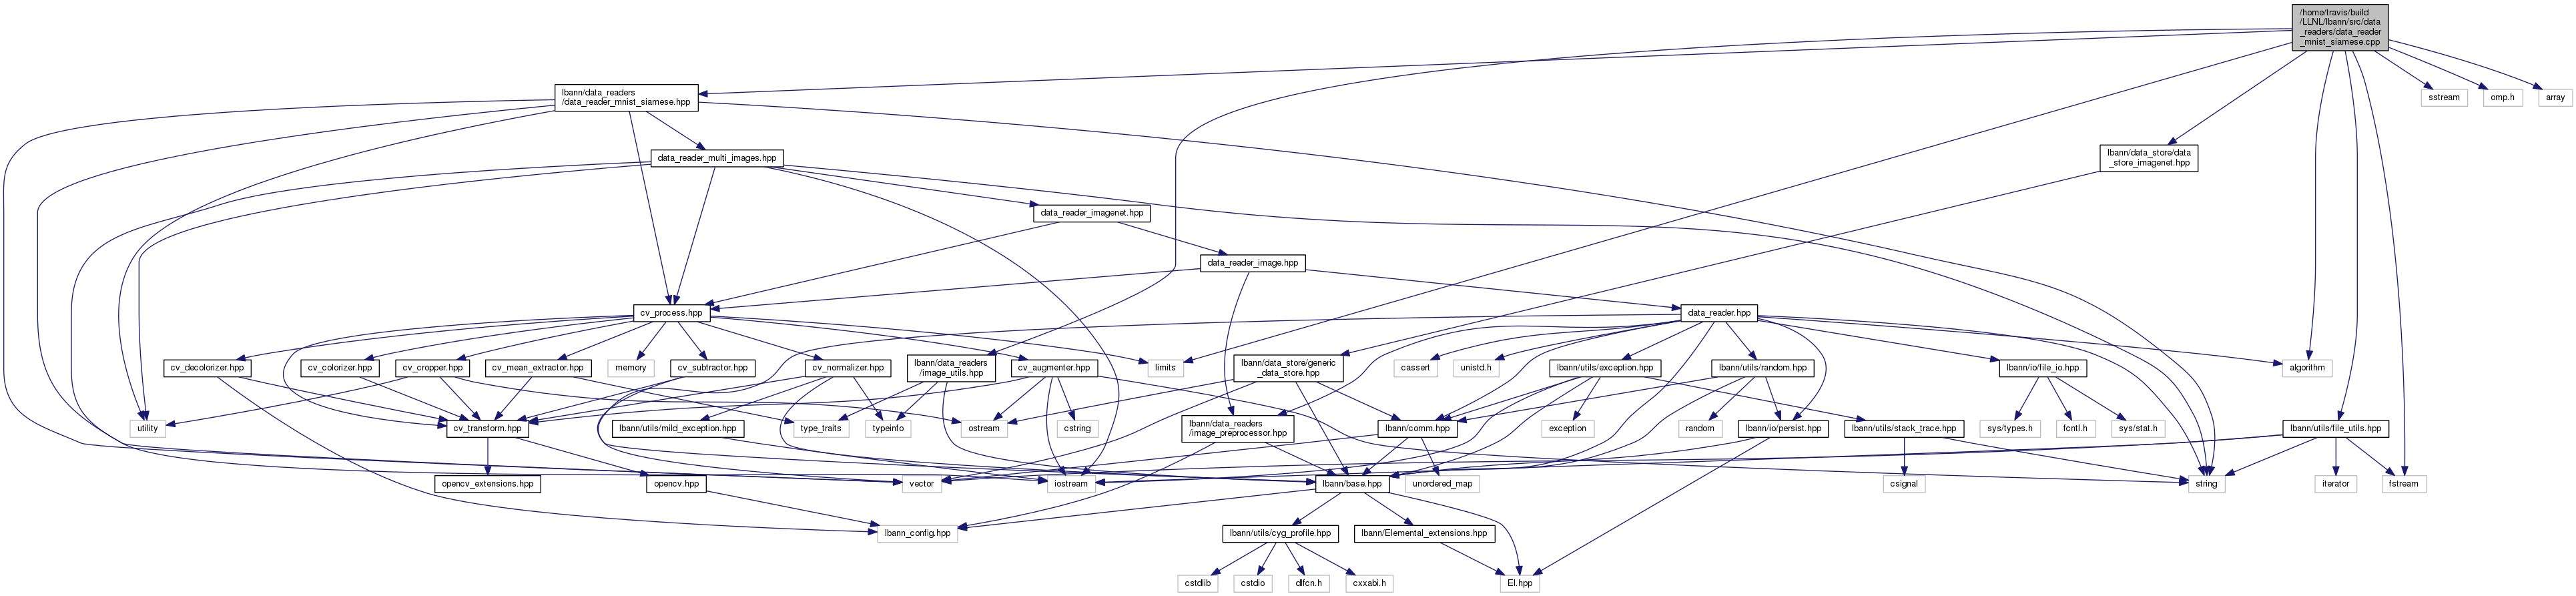 /home/travis/build
/LLNL/lbann/src/data
_readers/data_reader
_mnist_siamese.cpp
lbann/data_readers
/data_reader_mnist_siamese.hpp
sstream
omp.h
array
data_reader_multi_images.hpp
lbann/data_store/data
_store_imagenet.hpp
data_reader_imagenet.hpp
data_reader_image.hpp
cv_process.hpp
data_reader.hpp
cv_decolorizer.hpp
cv_colorizer.hpp
cv_cropper.hpp
cv_mean_extractor.hpp
memory
cv_subtractor.hpp
cv_normalizer.hpp
lbann/data_readers
/image_utils.hpp
cv_augmenter.hpp
limits
lbann/data_store/generic
_data_store.hpp
cassert
unistd.h
lbann/utils/exception.hpp
lbann/utils/random.hpp
lbann/io/file_io.hpp
algorithm
utility
cv_transform.hpp
lbann/utils/mild_exception.hpp
type_traits
typeinfo
ostream
cstring
lbann/data_readers
/image_preprocessor.hpp
lbann/comm.hpp
exception
random
lbann/io/persist.hpp
lbann/utils/stack_trace.hpp
sys/types.h
fcntl.h
sys/stat.h
lbann/utils/file_utils.hpp
opencv_extensions.hpp
opencv.hpp
vector
iostream
lbann/base.hpp
unordered_map
csignal
string
iterator
fstream
lbann_config.hpp
lbann/utils/cyg_profile.hpp
lbann/Elemental_extensions.hpp
cstdlib
cstdio
dlfcn.h
cxxabi.h
El.hpp